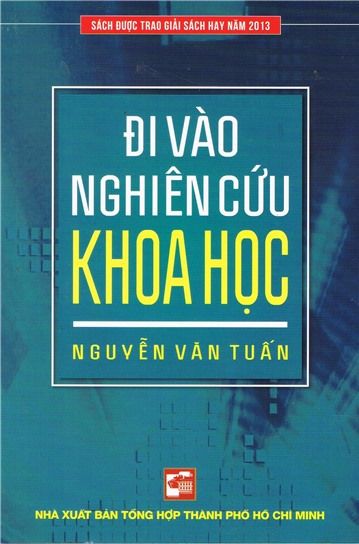 SÁCH ĐƯỢC TRAO GIẢI SÁCH HAY NĂM 2013
ĐI VÀO
NGHIÊN CỨU
KHOA HỌC
NGUYỄN VĂN TUẤN
NHÀ XUẤT BẢN TỔNG HỢP THÀNH PHỐ HỒ CHÍ MINH